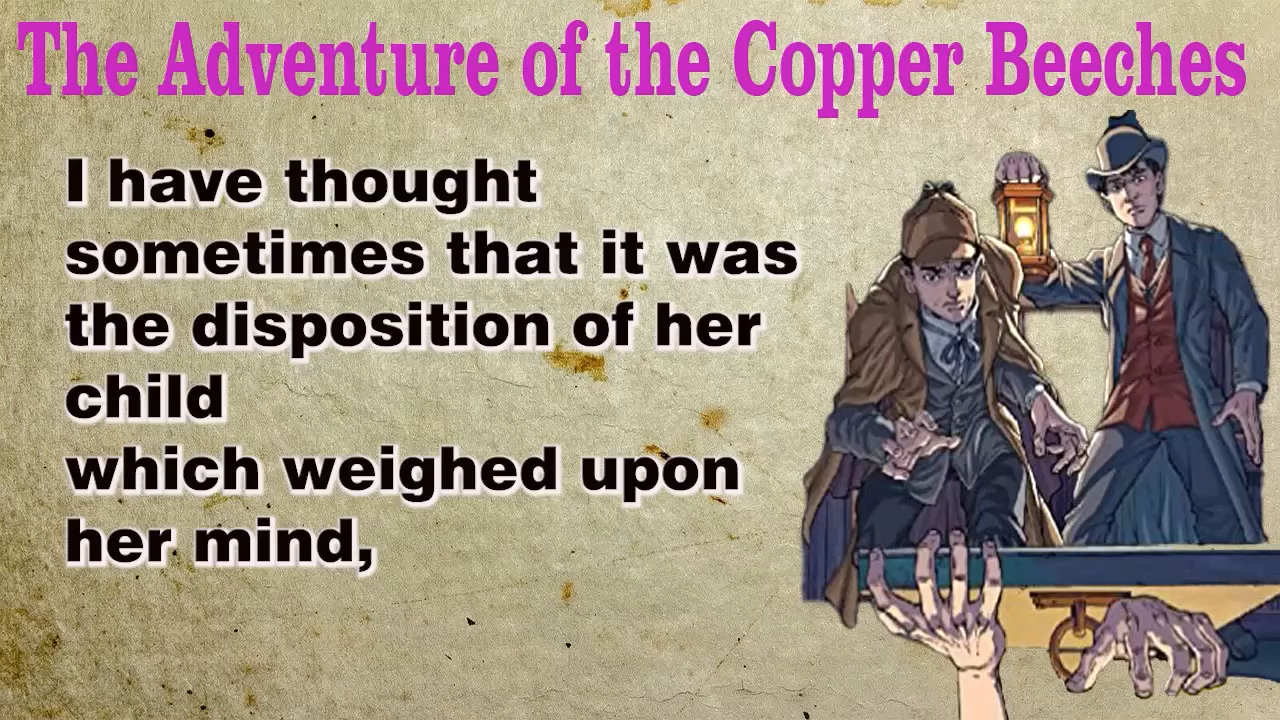 The Adventure of the Copper Beeches
I have thought
sometimes that it was
the disposition of her
child
which weighed upon
her mind,